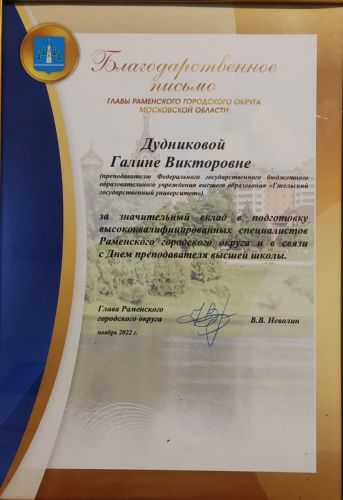 Благодарственное
письмо
ГЛАВЫ РАМЕНСКОГО ГОРОДСКОГО ОКРУГА
МОСКОВСКОЙ ОБЛАСТИ
Дудниковой
Галине Викторовне
(преподавателю Федерального государственного бюджетного
образовательного учреждения высшего образования «Гжельский
государственный университет»)
за значительный вклад в подготовку
высококвалифицированных специалистов
Раменского городского округа и в связи
с Днем преподавателя высшей школы.
Глава Раменского
городского округа
В.В. Неволин
ноябрь 2022 г.